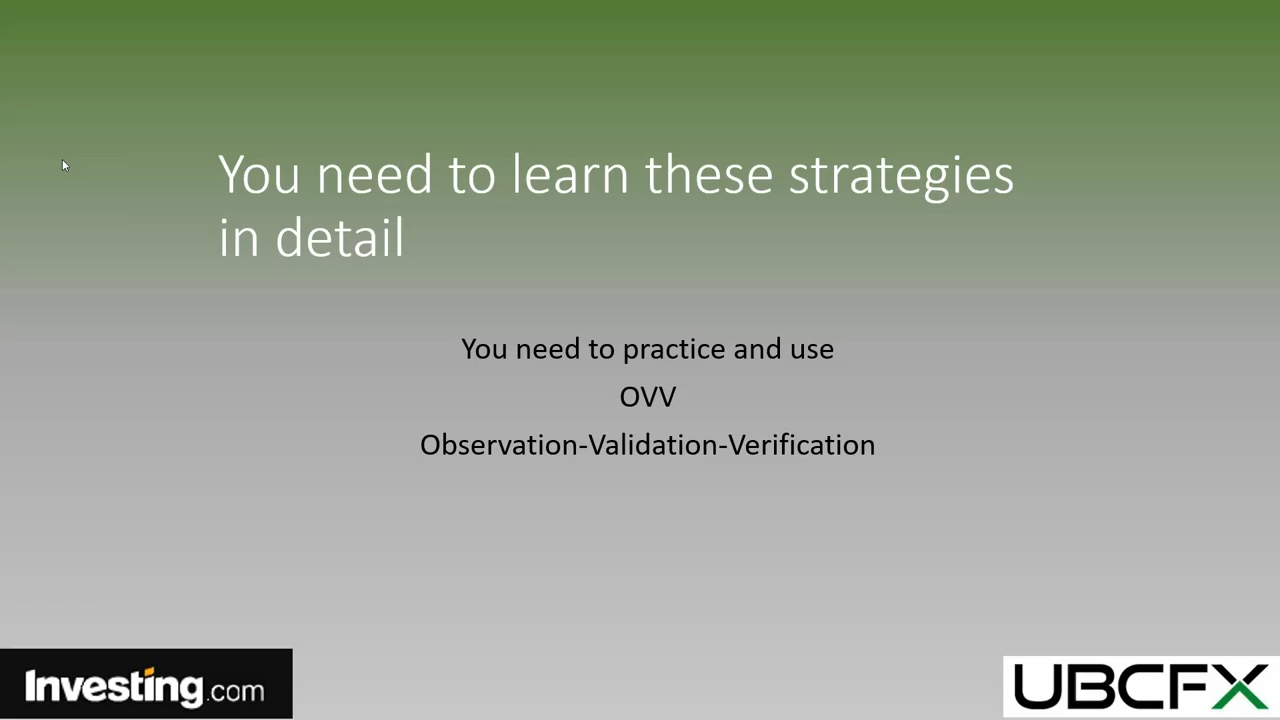 You need to learn these strategies
in detail
You need to practice and use
OVV
Observation-Validation-Verification
Investing.com
UBCFX